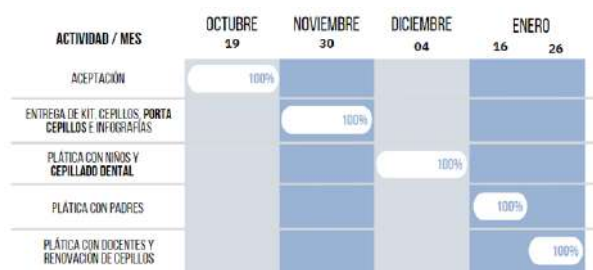 ACTIVIDAD / MES
OCTUBRE
19
NOVIEMBRE
30
DICIEMBRE
04
ENERO
16 26
ACEPTACIÓN
100%
ENTREGA DE KIT, CEPILLOS, PORTA
CEPILLOS E INFOGRAFÍAS
100%
PLÁTICA CON NIÑOS Y
CEPILLADO DENTAL
100%
PLÁTICA CON PADRES
100%
PLÁTICA CON DOCENTES Y
RENOVACIÓN DE CEPILLOS
100%